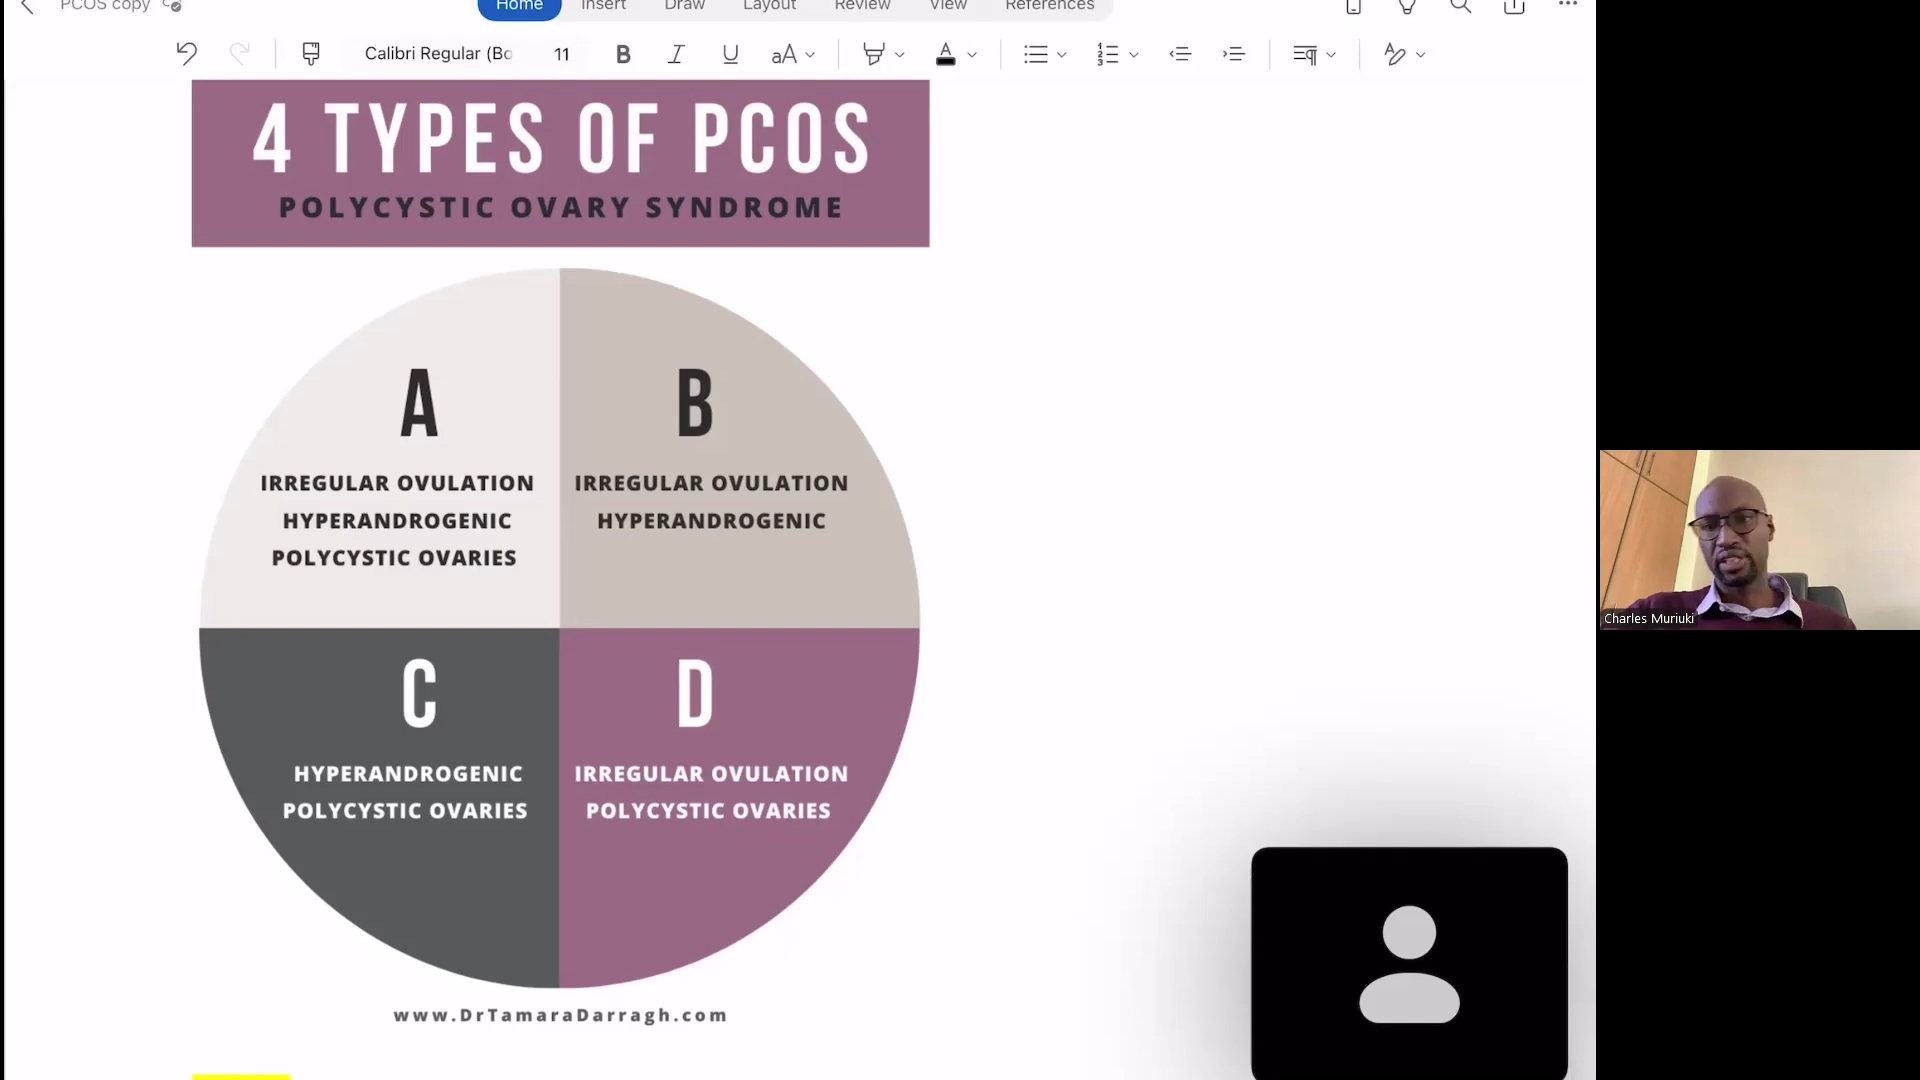 PCOS copy
Home Insert Draw Layout Review View References
Calibri Regular (Bo 11 B I U aA A
4 TYPES OF PCOS
POLYCYSTIC OVARY SYNDROME
A
IRREGULAR OVULATION
HYPERANDROGENIC
POLYCYSTIC OVARIES
B
IRREGULAR OVULATION
HYPERANDROGENIC
C
HYPERANDROGENIC
POLYCYSTIC OVARIES
D
IRREGULAR OVULATION
POLYCYSTIC OVARIES
www.DrTamaraDarragh.com
Charles Muriuki